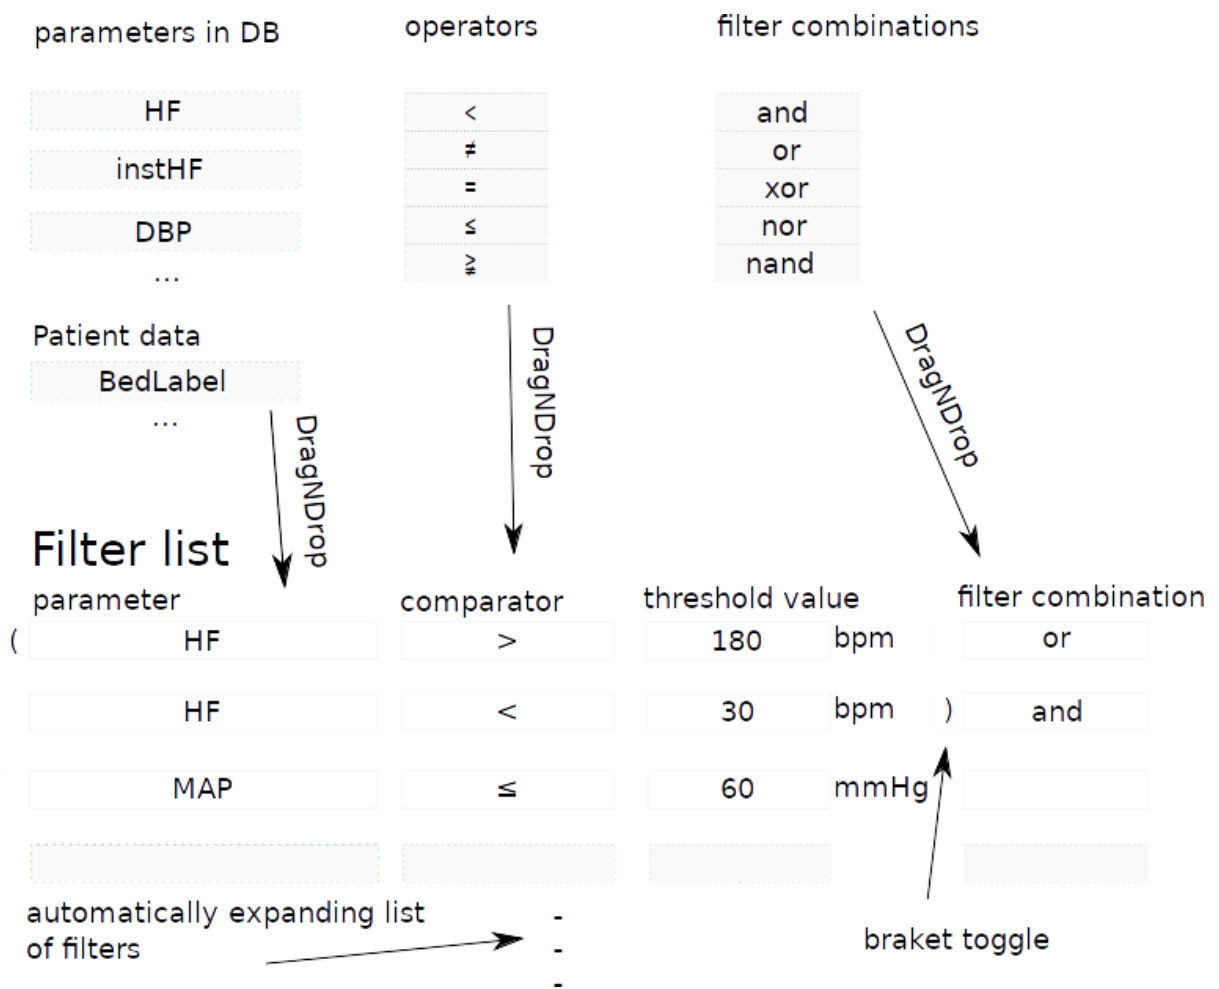 parameters in DB
operators
filter combinations
HF
<
and
instHF
≠
or
=
xor
DBP
≤
nor
...
≩
nand
Patient data
BedLabel
...
DragNDrop
DragNDrop
DragNDrop
Filter list
parameter
comparator
threshold value
filter combination
( HF > 180 bpm or
HF < 30 bpm ) and
MAP ≤ 60 mmHg
automatically expanding list
of filters
-
-
-
braket toggle